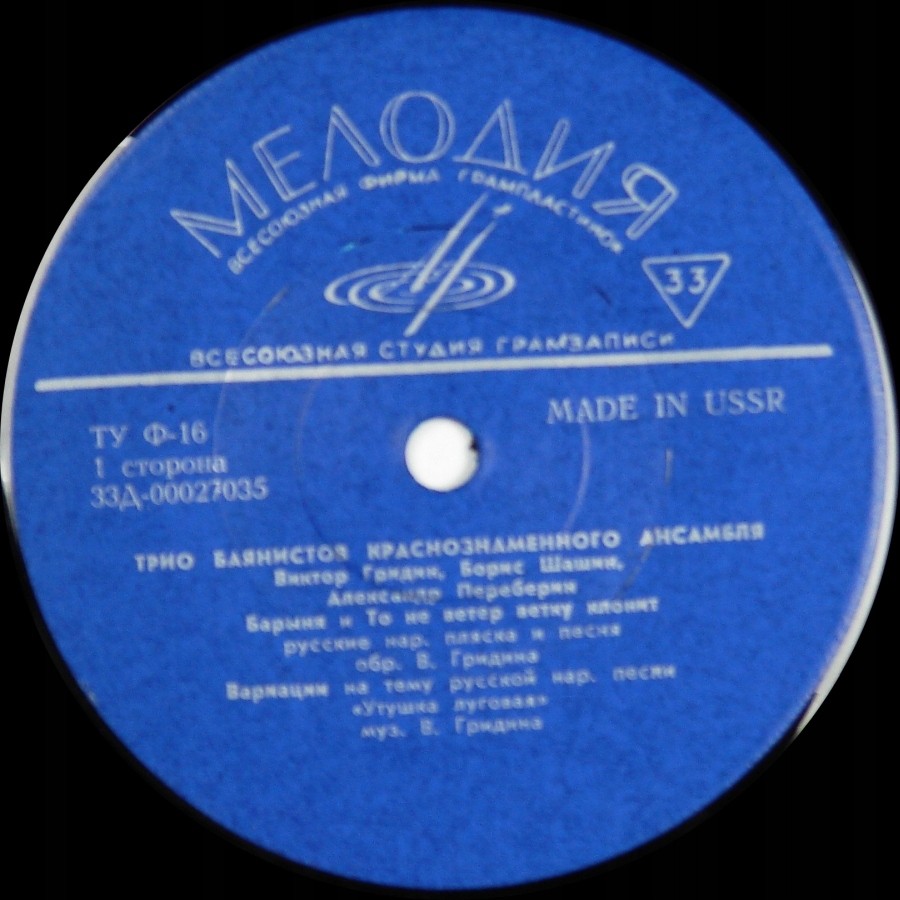 МЕЛОДИЯ
ВСЕСОЮЗНАЯ ФИРМА ГРАМПЛАСТИНОК
33
ВСЕСОЮЗНАЯ СТУДИЯ ГРАМЗАПИСИ
MADE IN USSR
ТУ Ф-16
1 сторона
33Д-00027035
ТРИО БАЯНИСТОВ КРАСНОЗНАМЕННОГО АНСАМБЛЯ
Виктор Гридин, Борис Шашин,
Александр Переберин
Барыня и То не ветер ветку клонит
русские нар. пляска и песня
обр. В. Гридина
Вариации на тему русской нар. песни
«Утушка луговая»
муз. В. Гридина